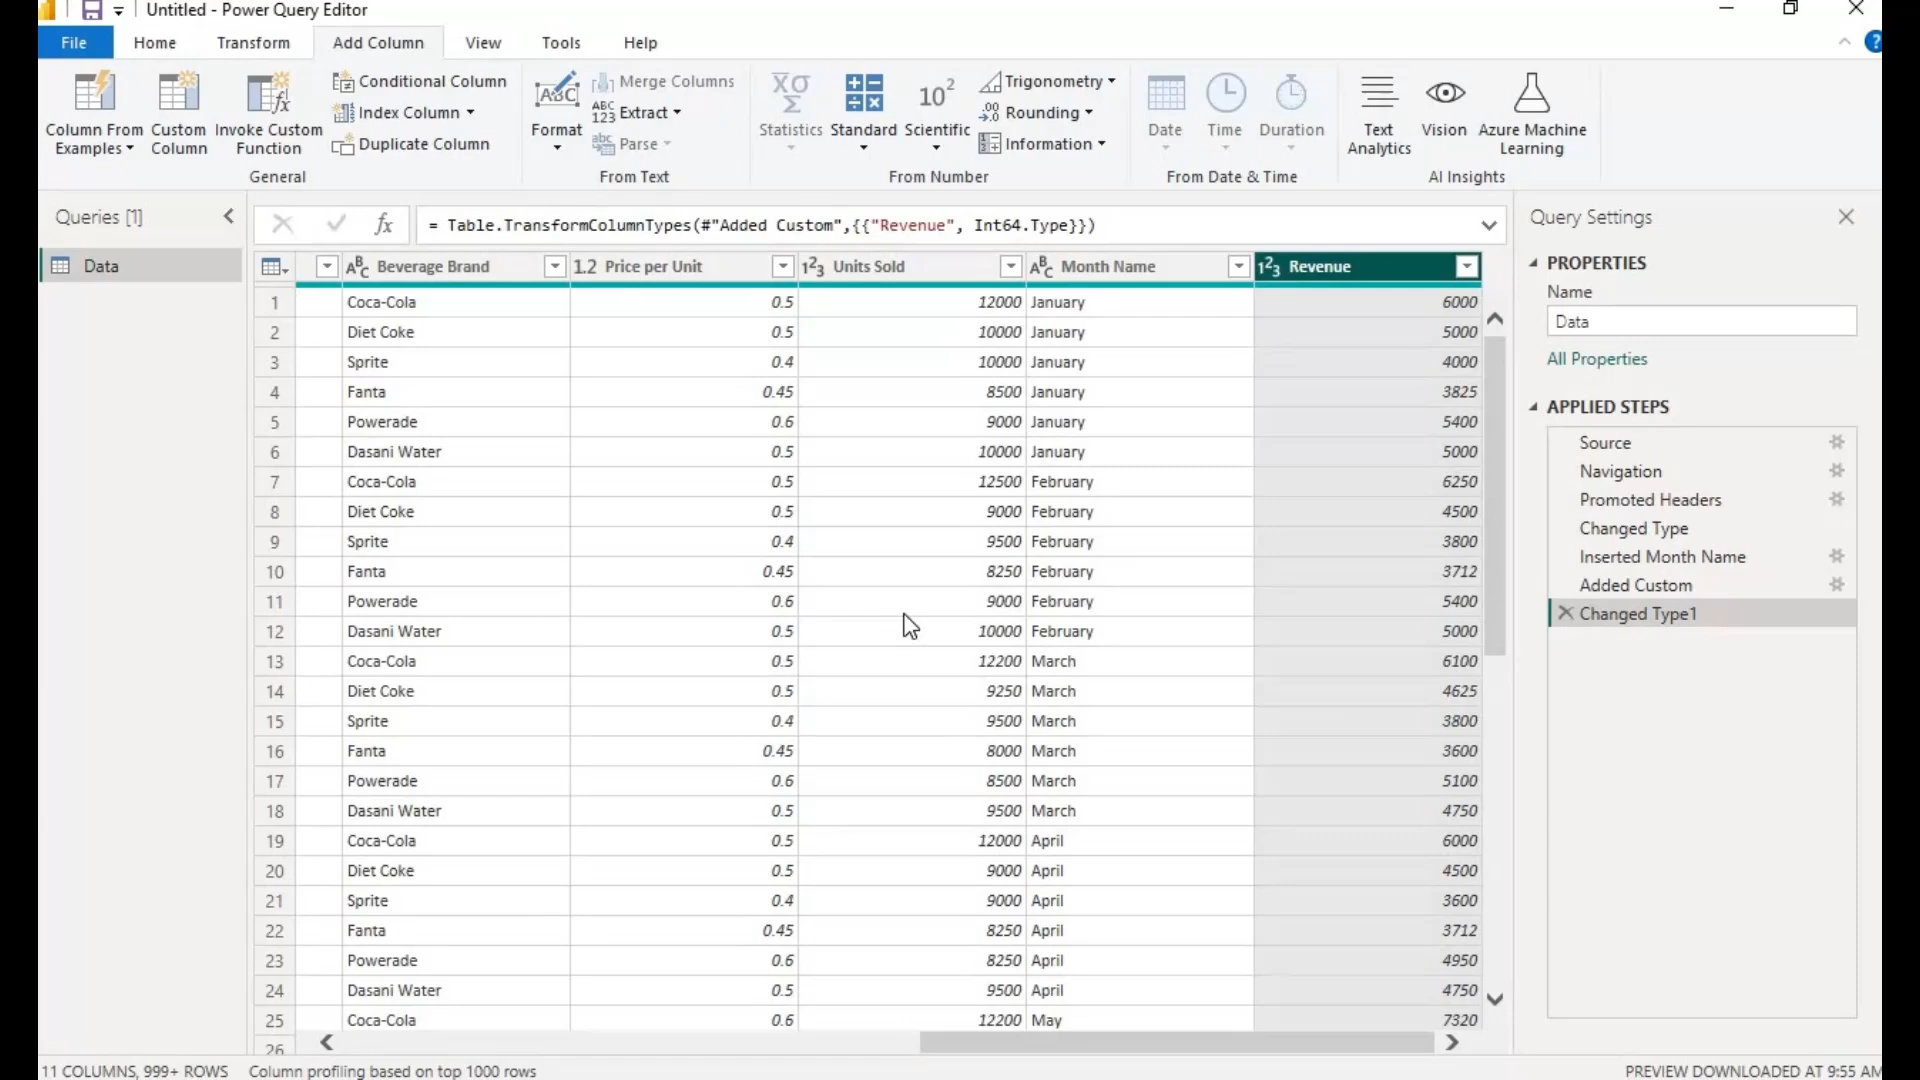 Untitled - Power Query Editor
File Home Transform Add Column View Tools Help
Column From Examples
Custom Column
Invoke Custom Function
Conditional Column
Index Column
Duplicate Column
General
Format
Merge Columns
Extract
Parse
From Text
Statistics
Standard
Scientific
Trigonometry
Rounding
Information
From Number
Date
Time
Duration
From Date & Time
Text Analytics
Vision
Azure Machine Learning
AI Insights
Queries [1]
Data
fx = Table.TransformColumnTypes(#"Added Custom",{{"Revenue", Int64.Type}})
Beverage Brand 1.2 Price per Unit 123 Units Sold ABC Month Name 123 Revenue
1 Coca-Cola 0.5 12000 January 6000
2 Diet Coke 0.5 10000 January 5000
3 Sprite 0.4 10000 January 4000
4 Fanta 0.45 8500 January 3825
5 Powerade 0.6 9000 January 5400
6 Dasani Water 0.5 10000 January 5000
7 Coca-Cola 0.5 12500 February 6250
8 Diet Coke 0.5 9000 February 4500
9 Sprite 0.4 9500 February 3800
10 Fanta 0.45 8250 February 3712
11 Powerade 0.6 9000 February 5400
12 Dasani Water 0.5 10000 February 5000
13 Coca-Cola 0.5 12200 March 6100
14 Diet Coke 0.5 9250 March 4625
15 Sprite 0.4 9500 March 3800
16 Fanta 0.45 8000 March 3600
17 Powerade 0.6 8500 March 5100
18 Dasani Water 0.5 9500 March 4750
19 Coca-Cola 0.5 12000 April 6000
20 Diet Coke 0.5 9000 April 4500
21 Sprite 0.4 9000 April 3600
22 Fanta 0.45 8250 April 3712
23 Powerade 0.6 8250 April 4950
24 Dasani Water 0.5 9500 April 4750
25 Coca-Cola 0.6 12200 May 7320
26
Query Settings
PROPERTIES
Name
Data
All Properties
APPLIED STEPS
Source
Navigation
Promoted Headers
Changed Type
Inserted Month Name
Added Custom
Changed Type1
11 COLUMNS, 999+ ROWS Column profiling based on top 1000 rows
PREVIEW DOWNLOADED AT 9:55 AM